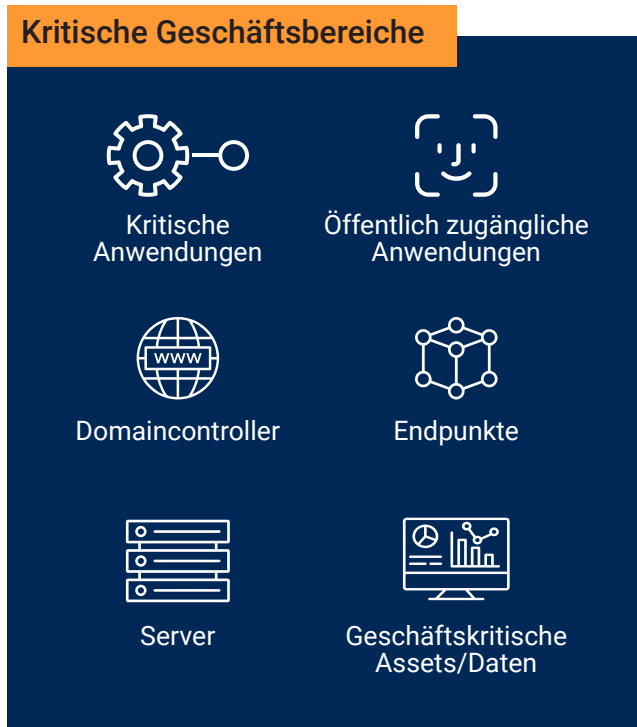 Kritische Geschäftsbereiche
Kritische
Anwendungen
Öffentlich zugängliche
Anwendungen
www
Domaincontroller
Endpunkte
Server
Geschäftskritische
Assets/Daten